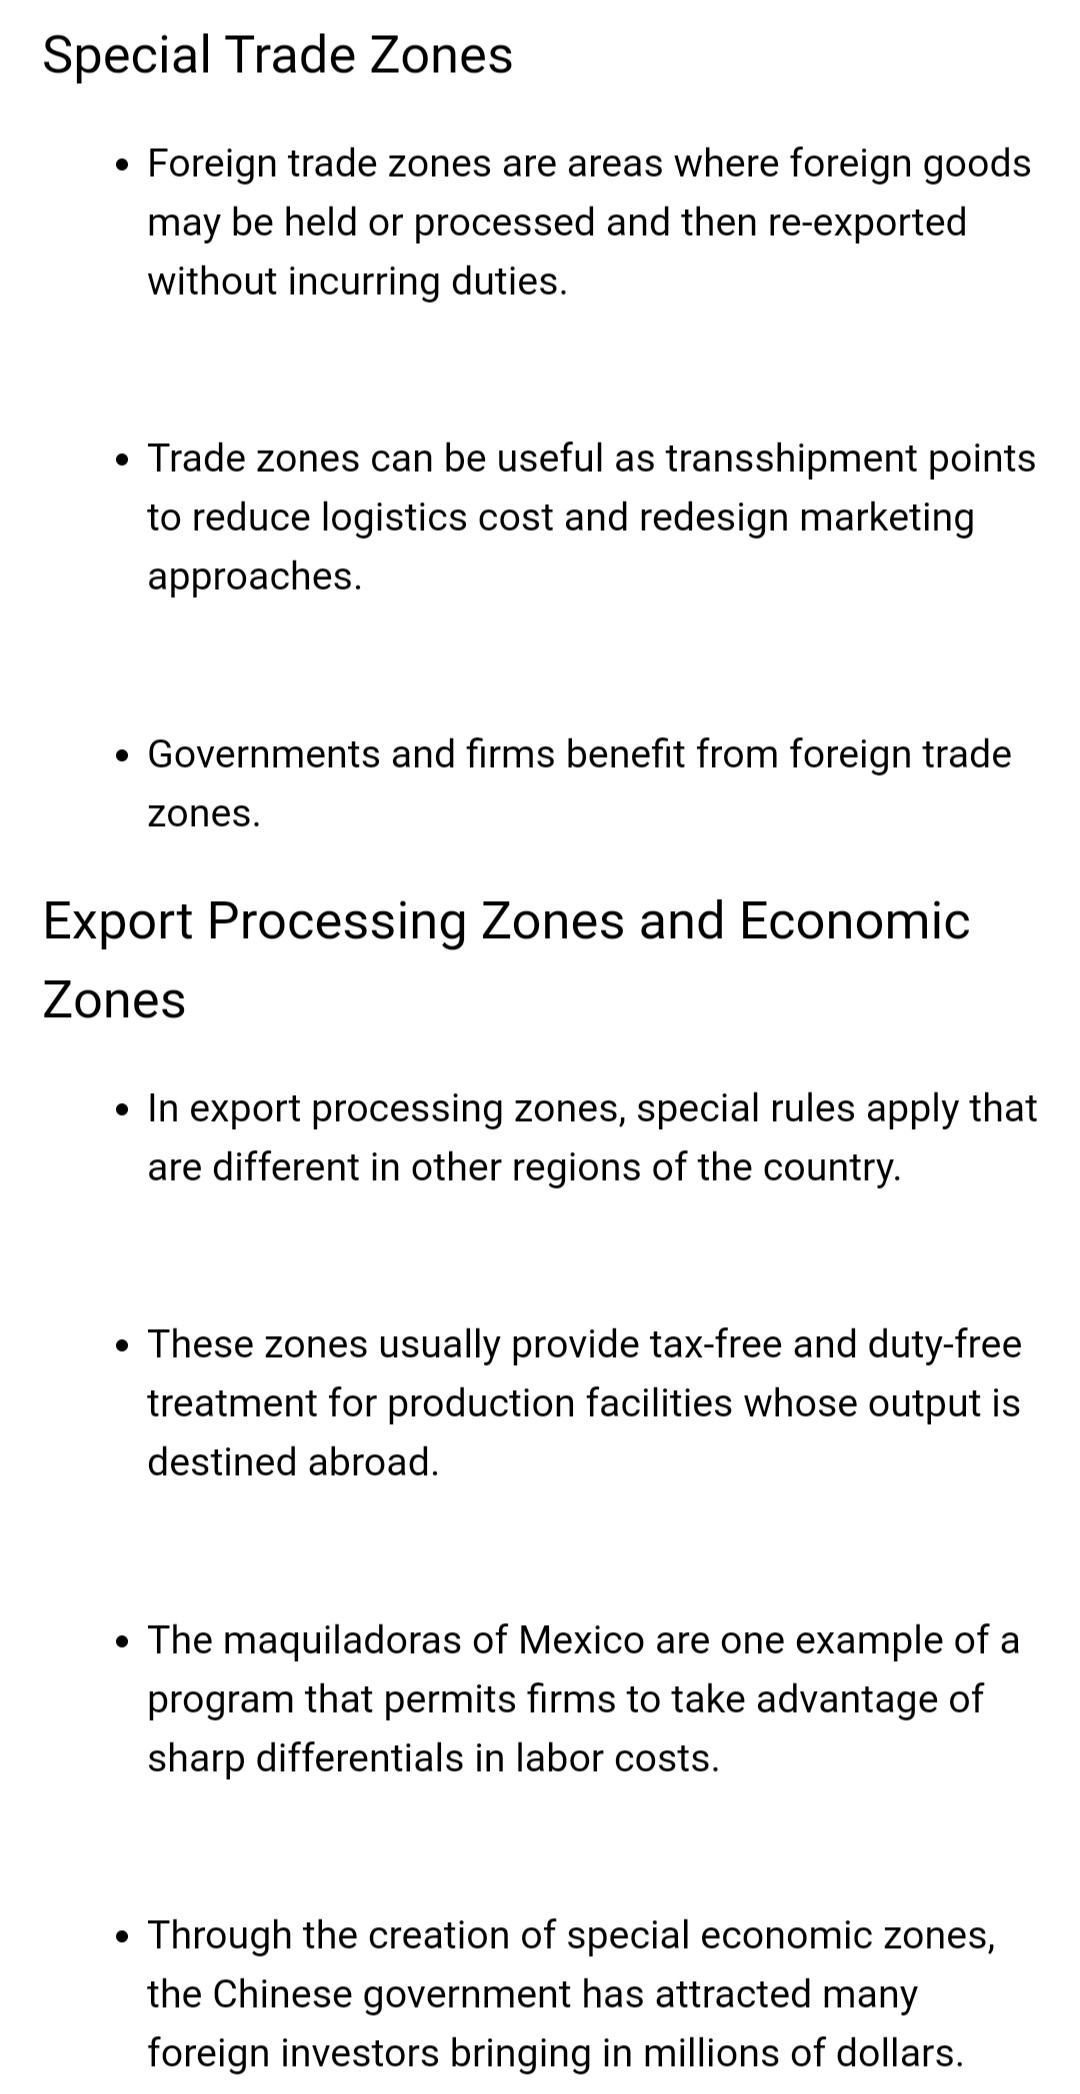 Special Trade Zones
• Foreign trade zones are areas where foreign goods
may be held or processed and then re-exported
without incurring duties.
• Trade zones can be useful as transshipment points
to reduce logistics cost and redesign marketing
approaches.
• Governments and firms benefit from foreign trade
zones.
Export Processing Zones and Economic
Zones
• In export processing zones, special rules apply that
are different in other regions of the country.
• These zones usually provide tax-free and duty-free
treatment for production facilities whose output is
destined abroad.
• The maquiladoras of Mexico are one example of a
program that permits firms to take advantage of
sharp differentials in labor costs.
• Through the creation of special economic zones,
the Chinese government has attracted many
foreign investors bringing in millions of dollars.